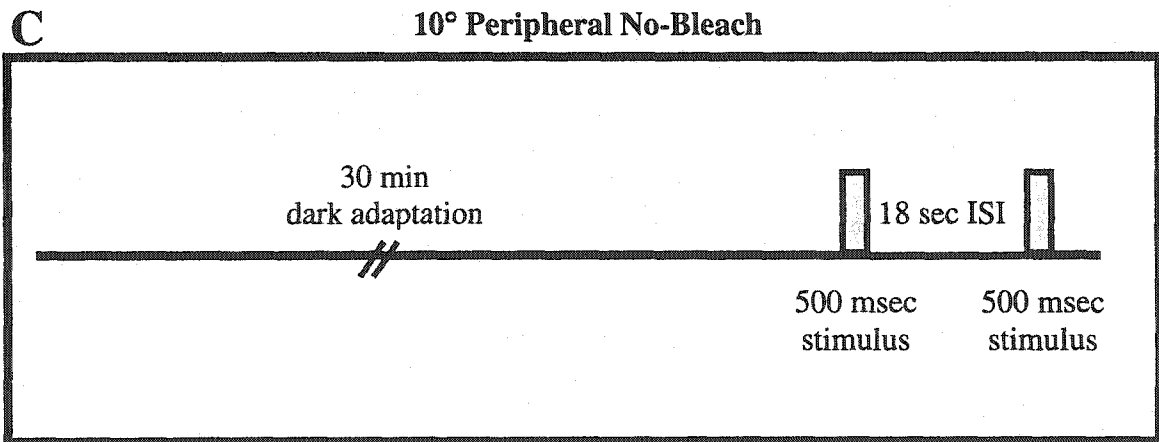 C
10° Peripheral No-Bleach
30 min
dark adaptation
18 sec ISI
500 msec
stimulus
500 msec
stimulus